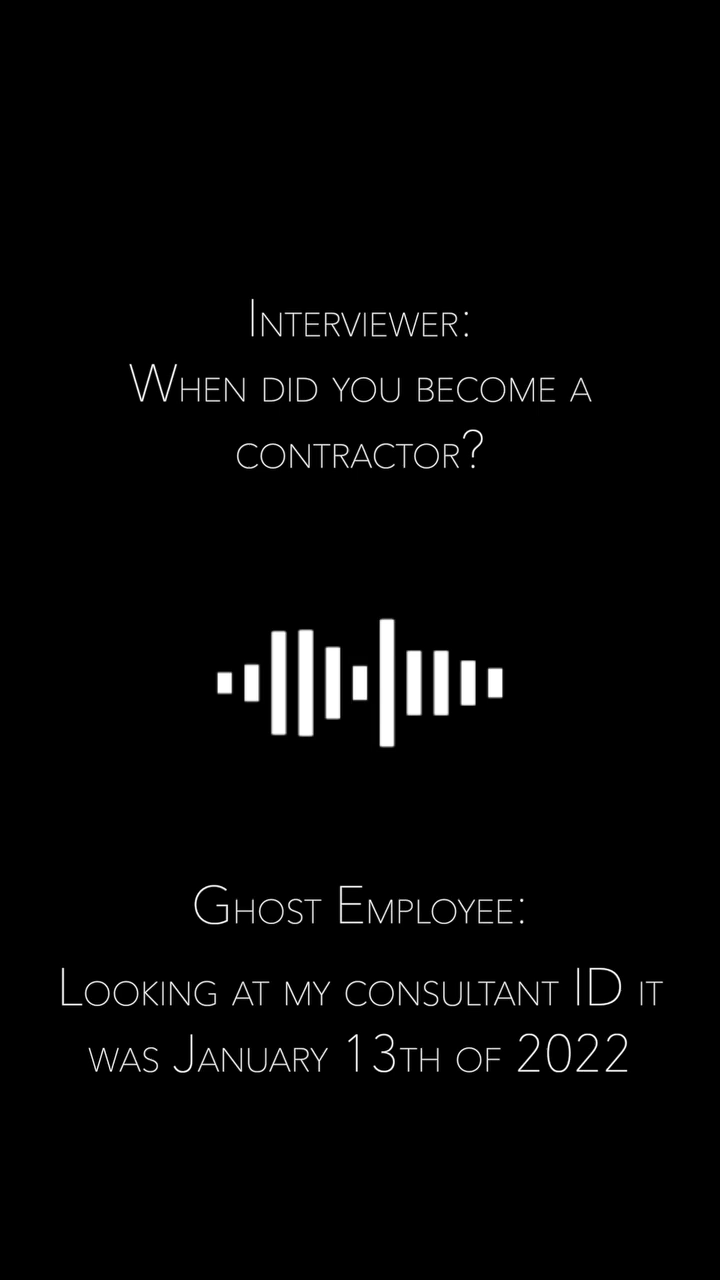 Interviewer:
When did you become a
contractor?
Ghost Employee:
Looking at my consultant ID it
was January 13th of 2022